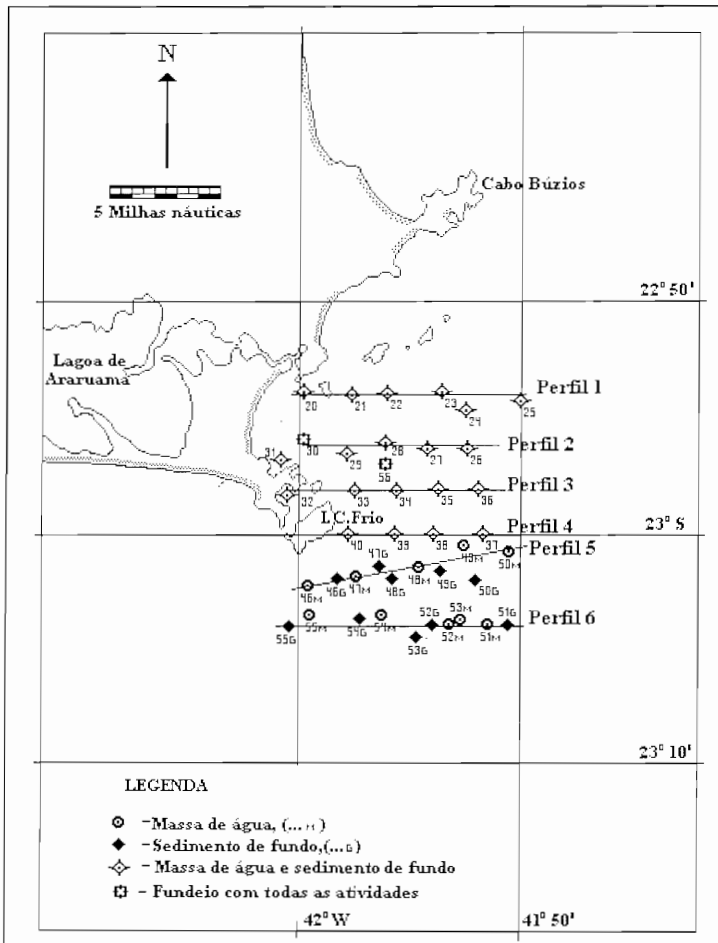 N
5 Milhas náuticas
Cabo Búzios
22° 50'
Lagoa de
Araruama
Perfil 1
20 21 22 23 24 25
Perfil 2
31 30 29 28 27 26
56
Perfil 3
32 33 34 35 36
I.C.Frio
Perfil 4
23° S
40 39 38 37
Perfil 5
47G 49M 50M
46M 46G 47M 48G 48M 49G 50G
Perfil 6
55G 55M 54G 54M 53G 52G 52M 53M 51M 51G
23° 10'
LEGENDA
-Massa de água, (...M)
-Sedimento de fundo,(...G)
-Massa de água e sedimento de fundo
- Fundeio com todas as atividades
42° W
41° 50'